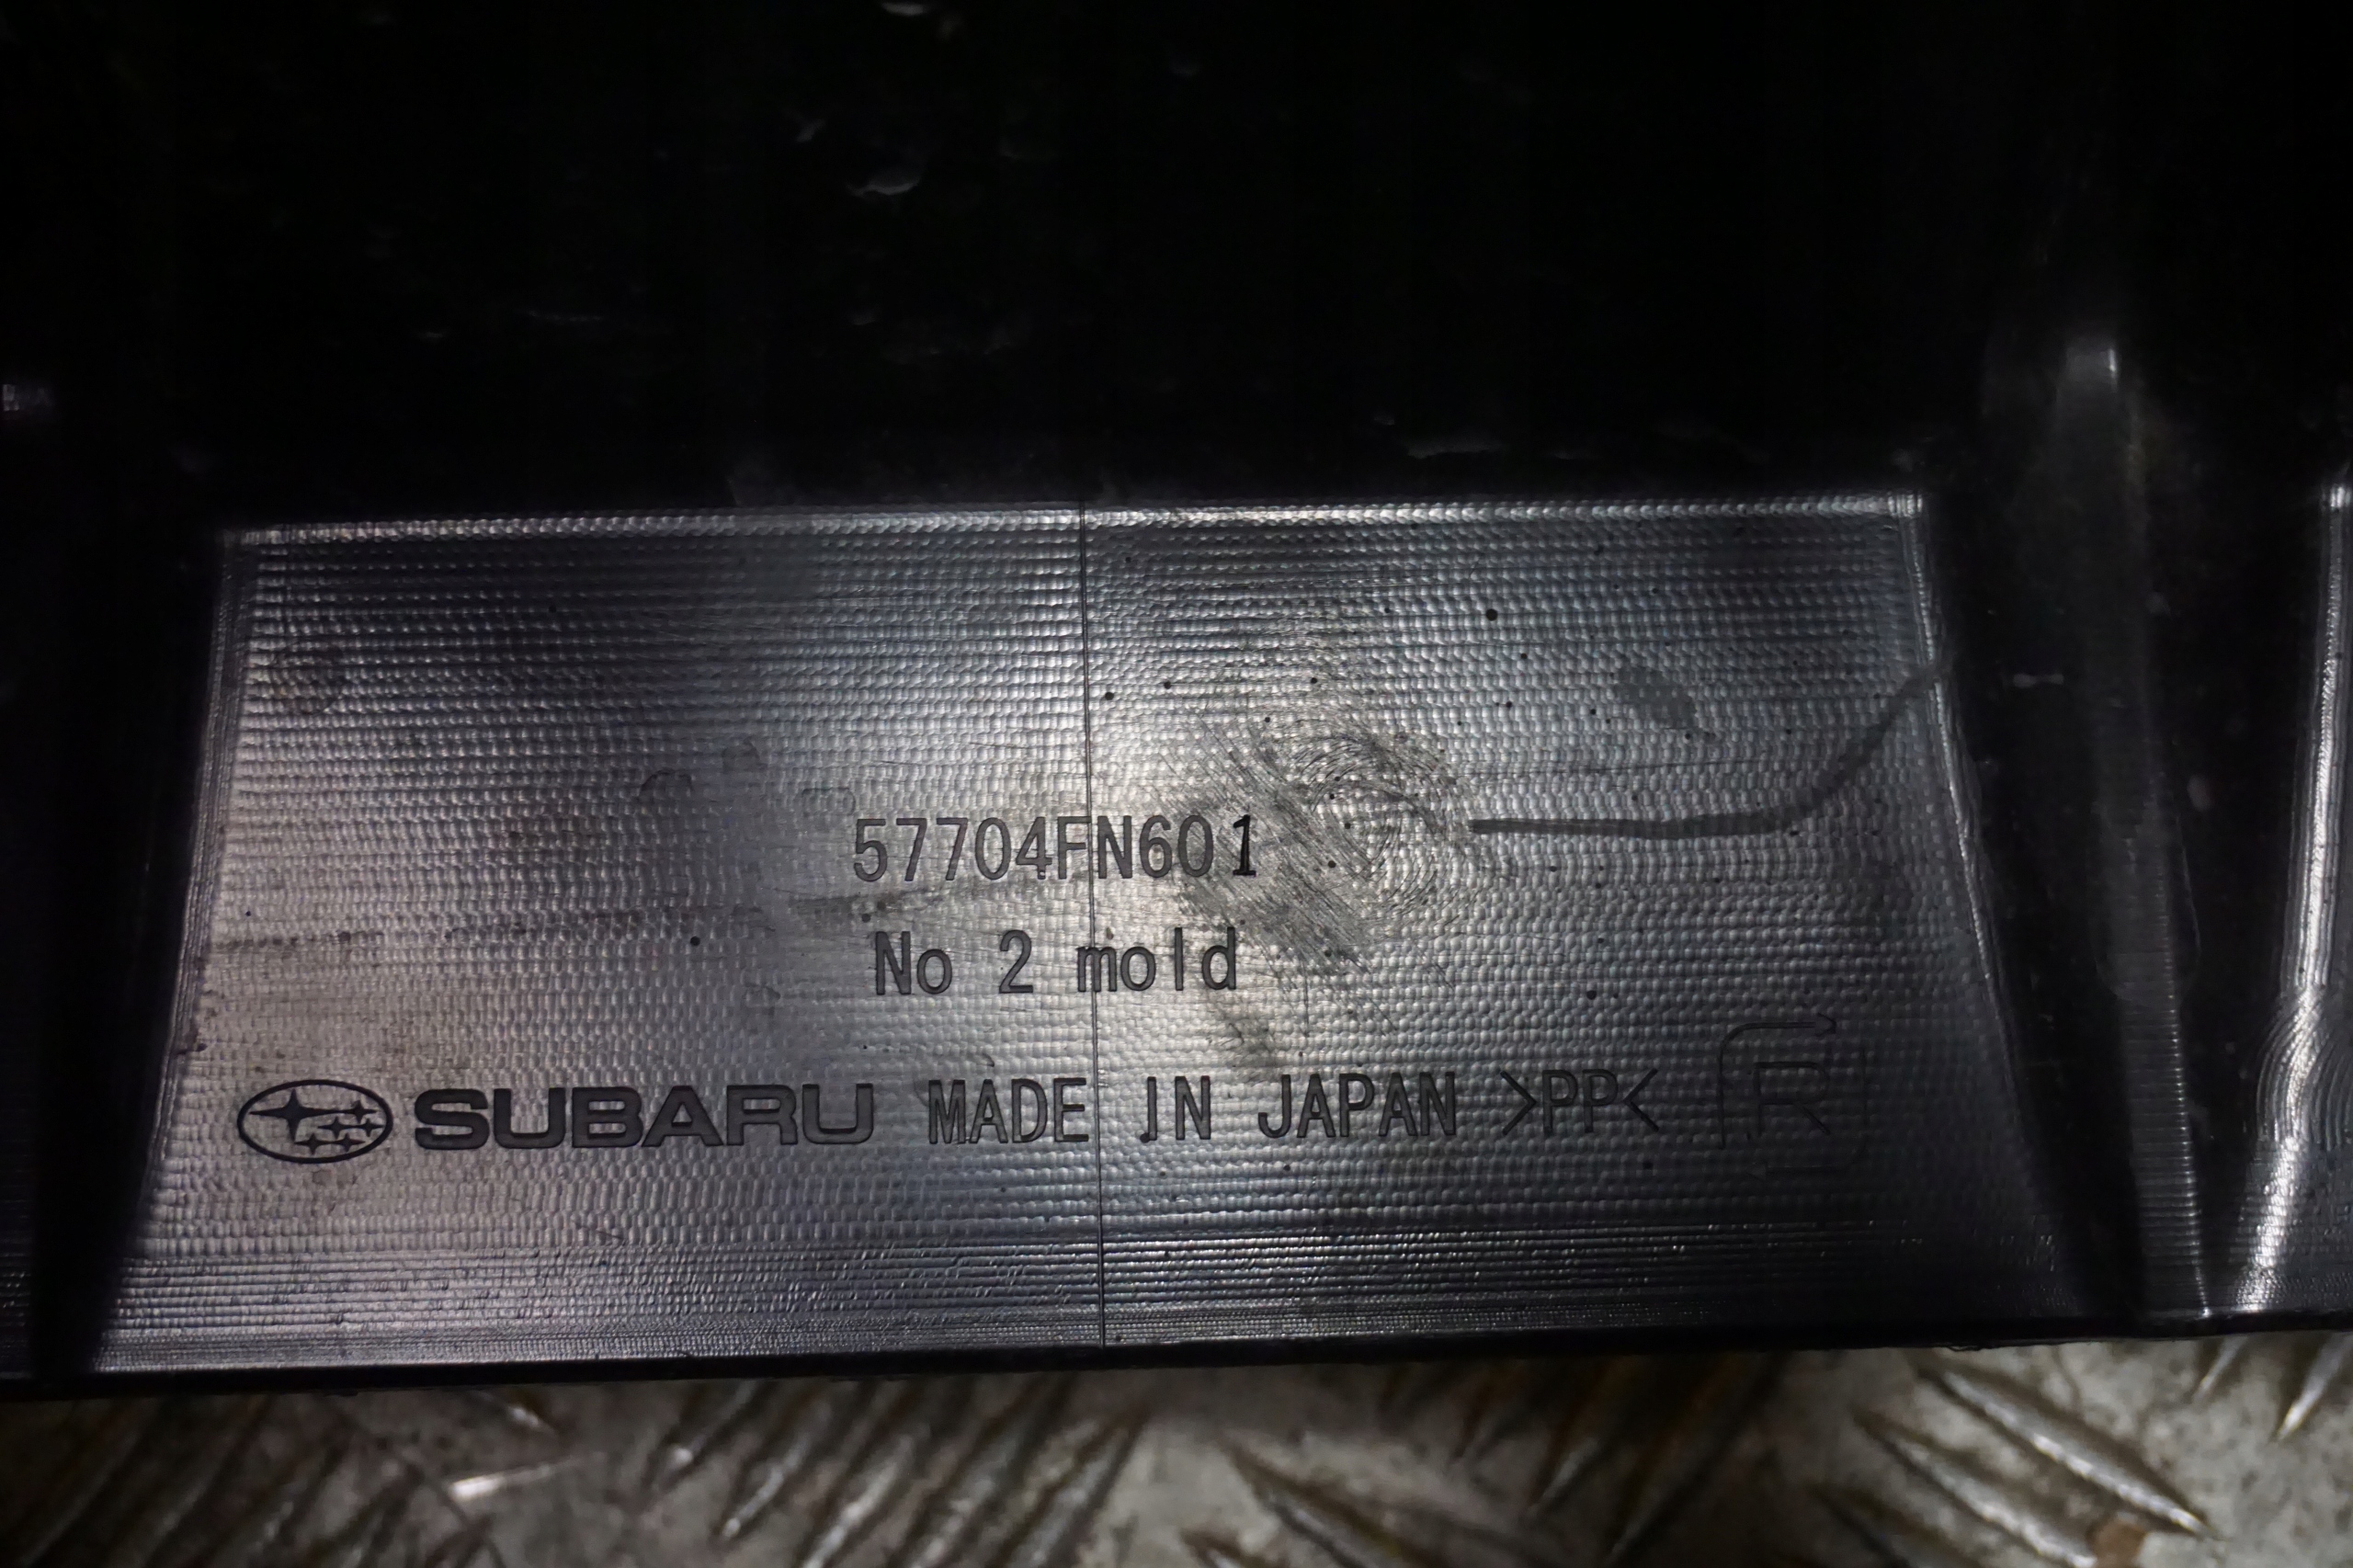 57704FN601
No 2 mold
SUBARU MADE IN JAPAN >PP< R